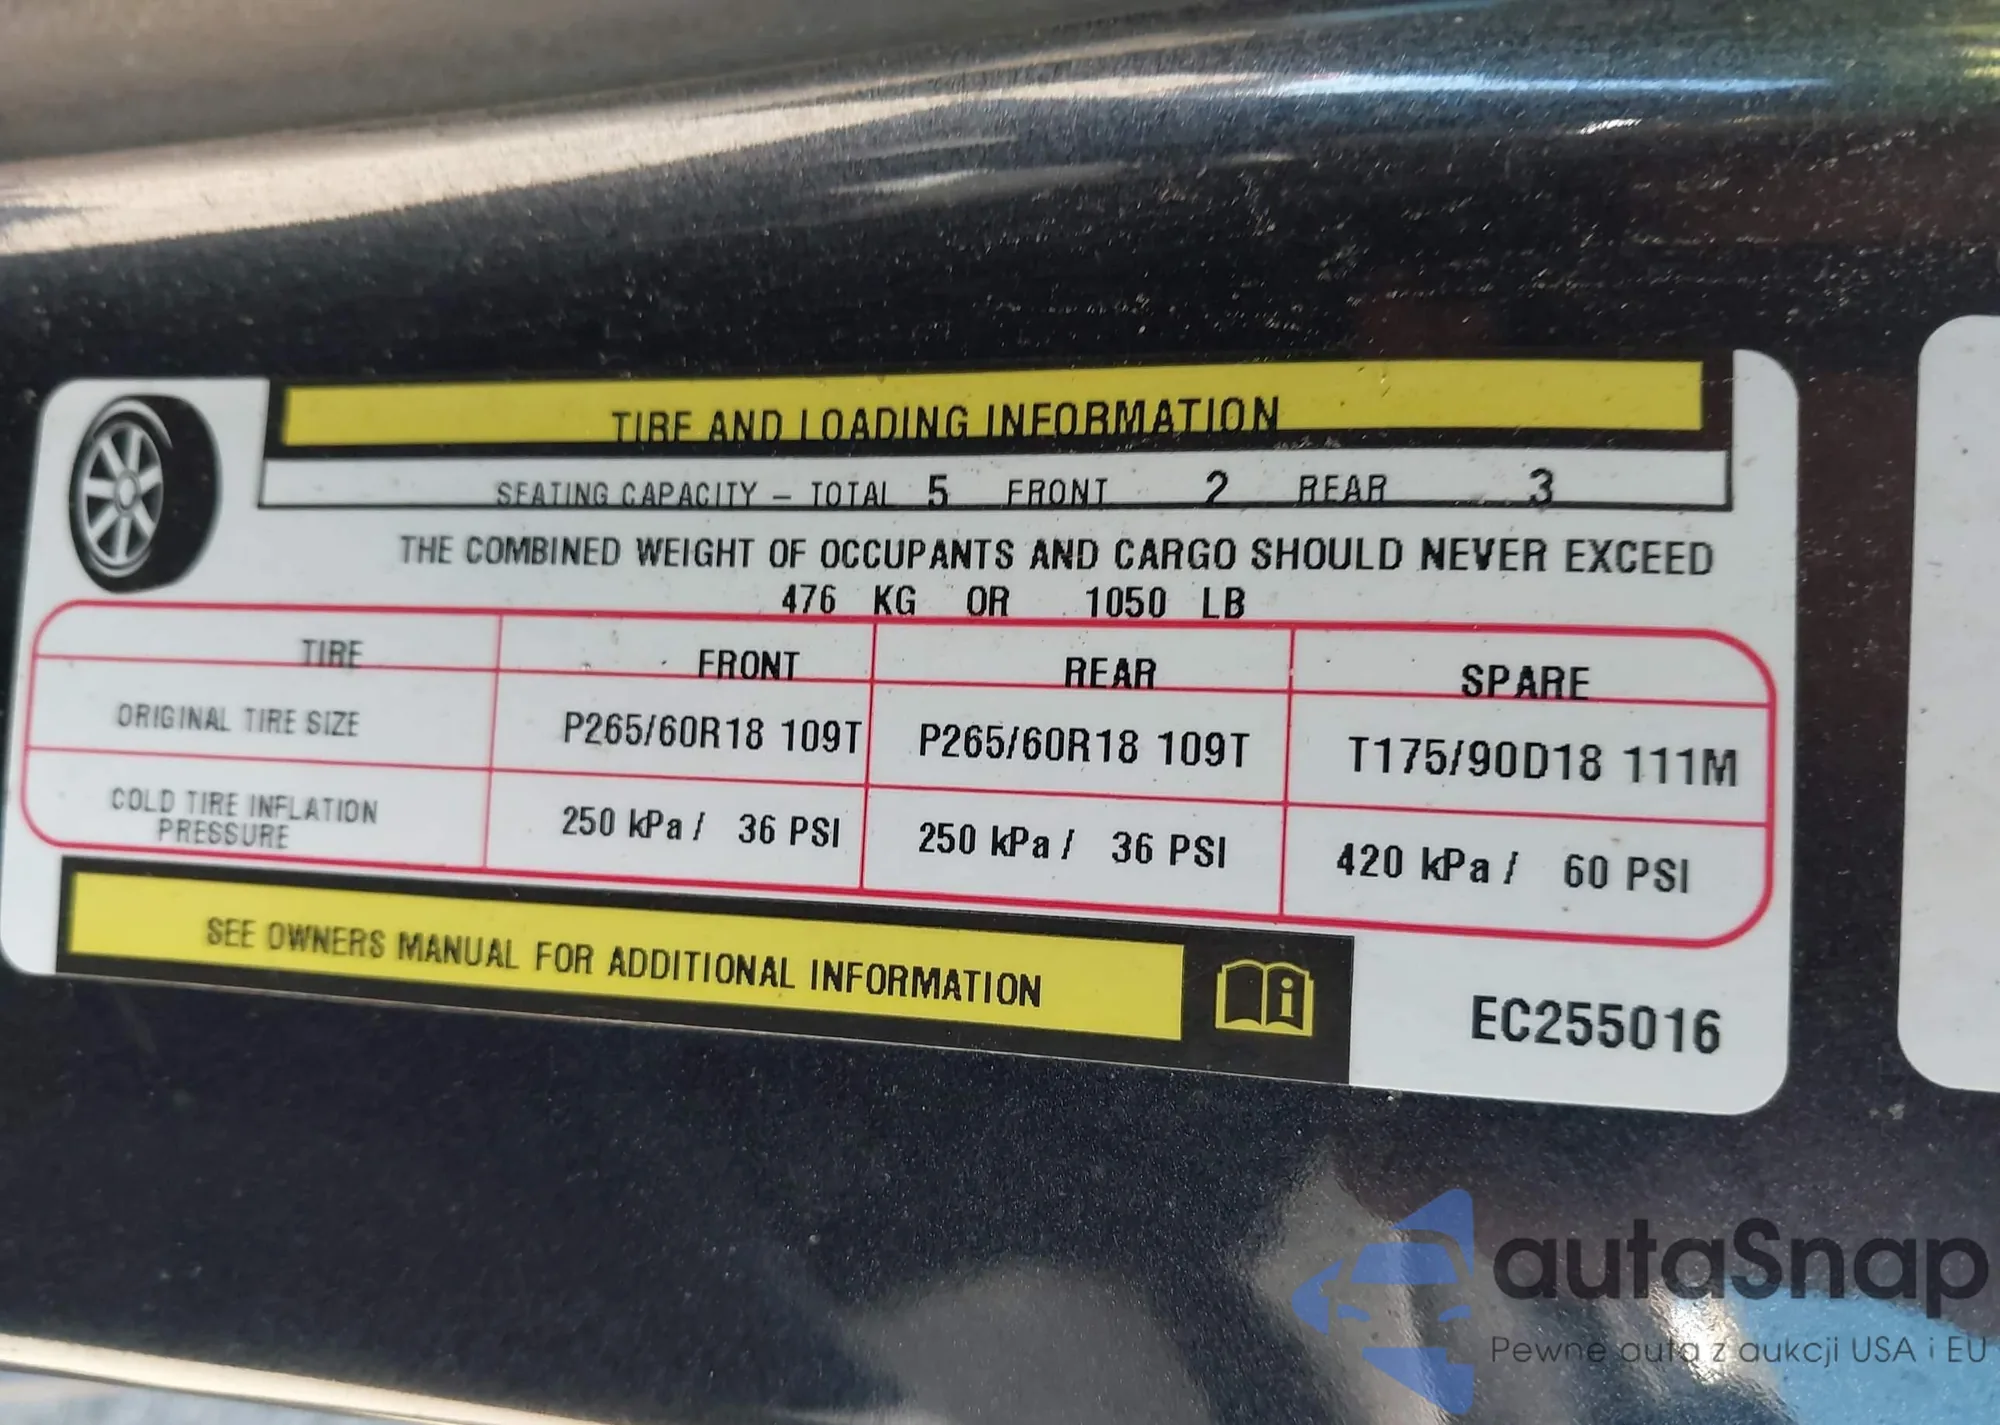 TIRE AND LOADING INFORMATION
SEATING CAPACITY – TOTAL 5 FRONT 2 REAR 3
THE COMBINED WEIGHT OF OCCUPANTS AND CARGO SHOULD NEVER EXCEED
476 KG OR 1050 LB
TIRE FRONT REAR SPARE
ORIGINAL TIRE SIZE P265/60R18 109T P265/60R18 109T T175/90D18 111M
COLD TIRE INFLATION PRESSURE 250 kPa / 36 PSI 250 kPa / 36 PSI 420 kPa / 60 PSI
SEE OWNERS MANUAL FOR ADDITIONAL INFORMATION
EC255016
autaSnap
Pewne auta z aukcji USA i EU